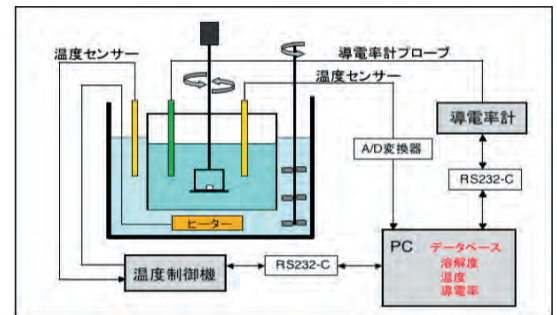 温度センサー
導電率計プローブ
温度センサー
導電率計
A/D変換器
RS232-C
ヒーター
PC
データベース
溶解度
温度
導電率
温度制御機
RS232-C